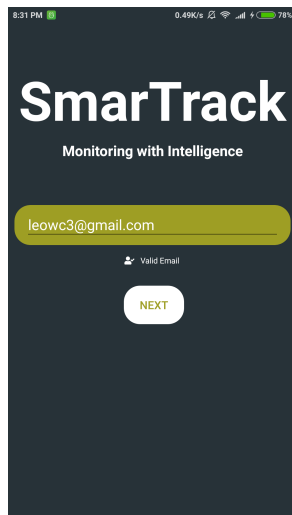 8:31 PM 0.49K/s 78%
SmarTrack
Monitoring with Intelligence
leowc3@gmail.com
Valid Email
NEXT